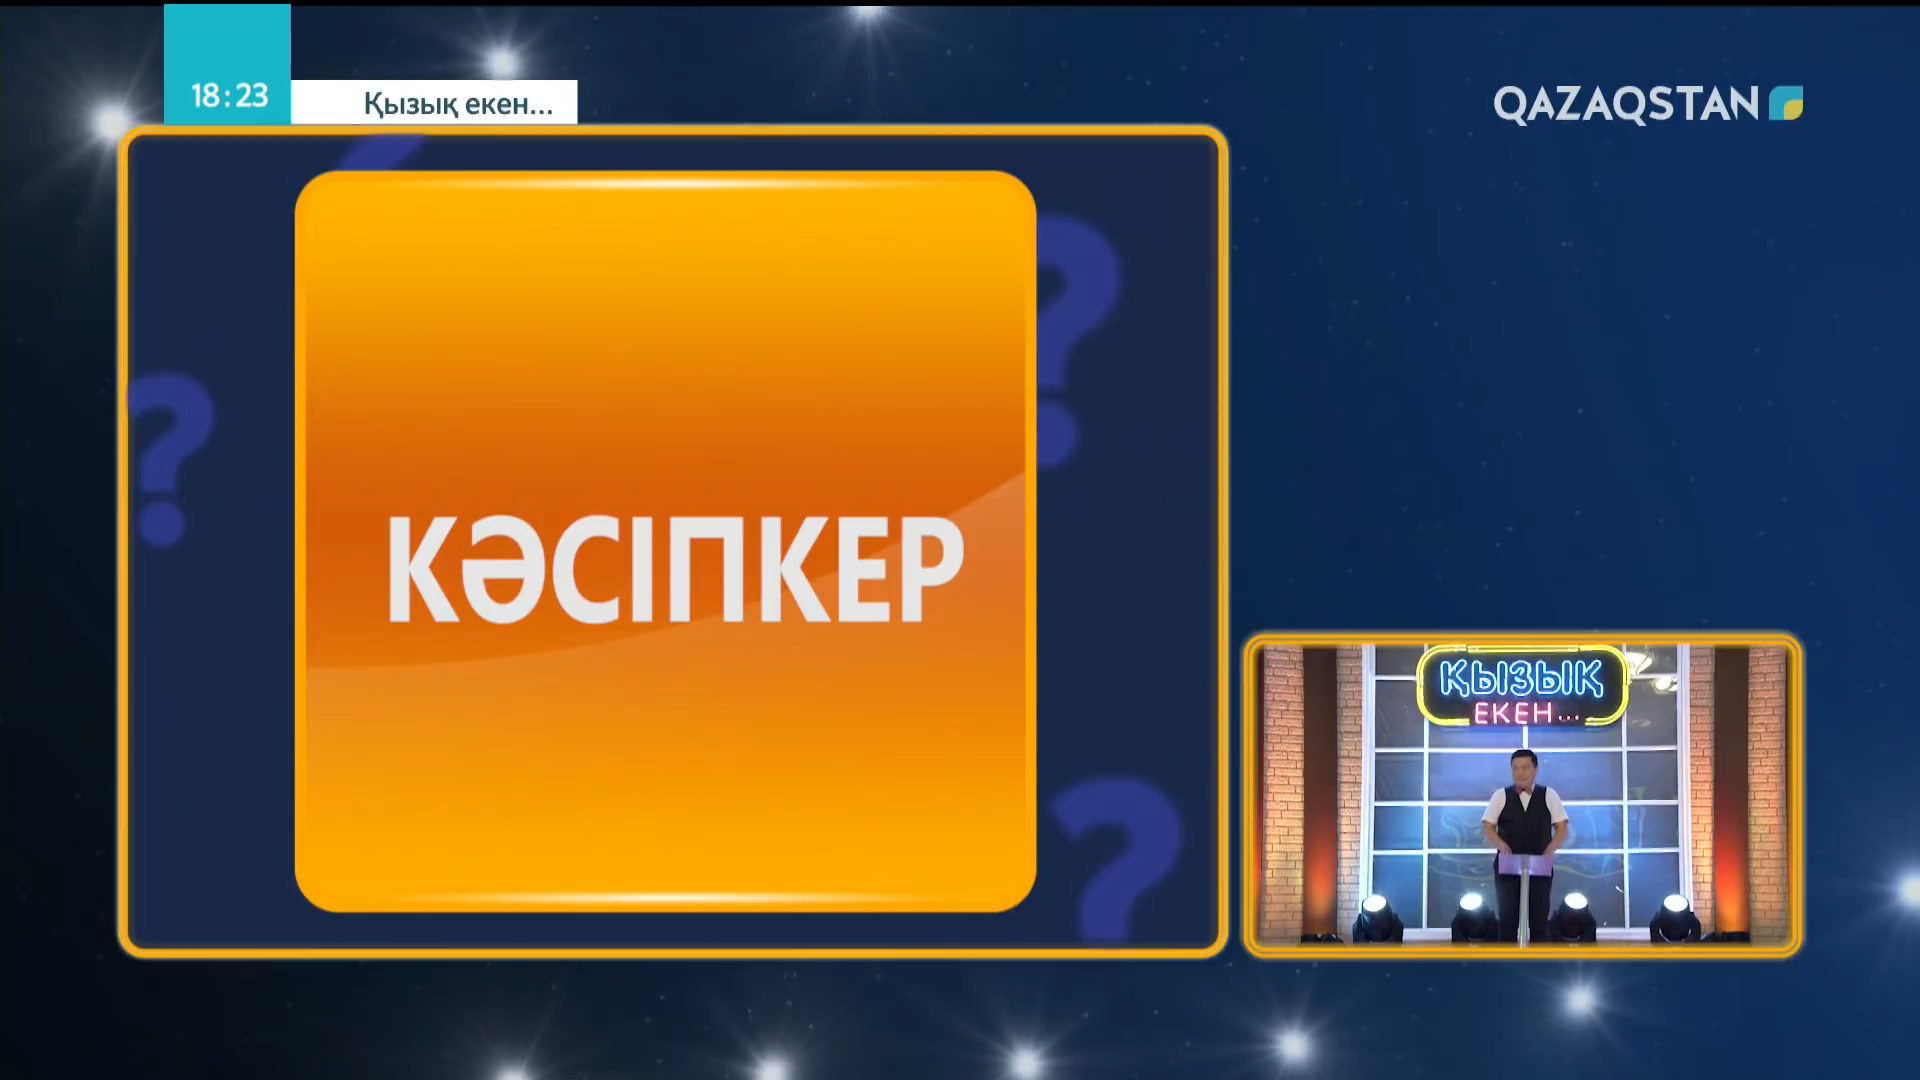 18:23
Қызық екен...
QAZAQSTAN
КӘСІПКЕР
ҚЫЗЫҚ
ЕКЕН...